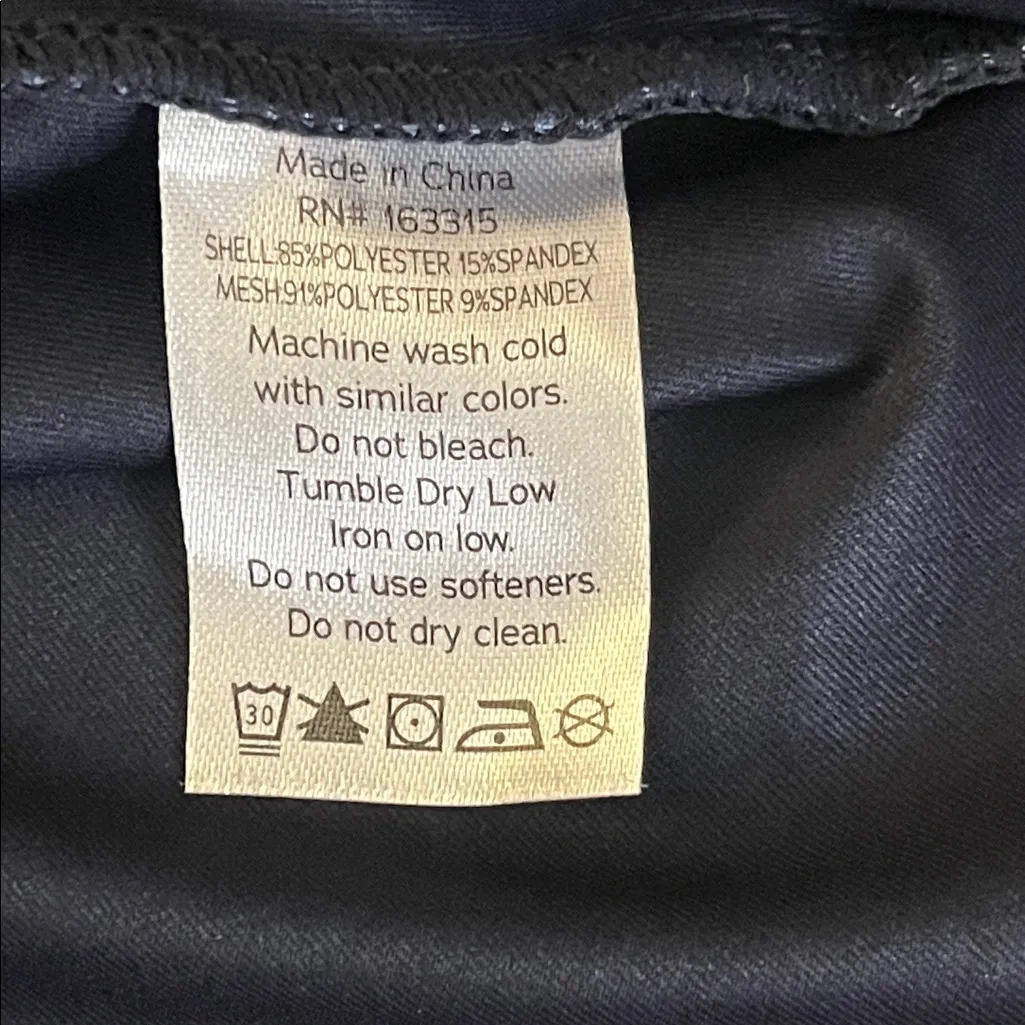 Made in China
RN# 163315
SHELL:85%POLYESTER 15%SPANDEX
MESH:91%POLYESTER 9%SPANDEX
Machine wash cold
with similar colors.
Do not bleach.
Tumble Dry Low
Iron on low.
Do not use softeners.
Do not dry clean.
30